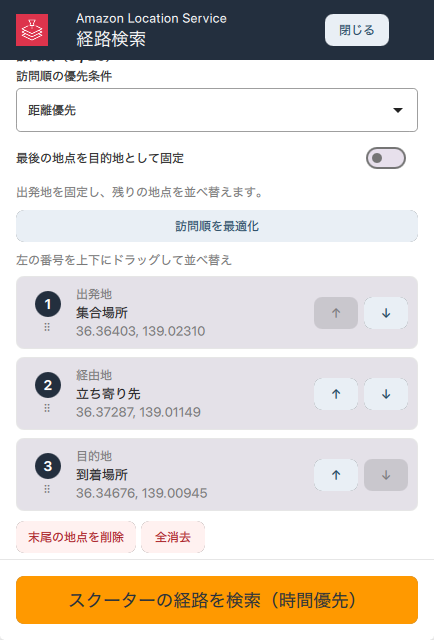 Amazon Location Service
経路検索
閉じる
訪問順の優先条件
距離優先
最後の地点を目的地として固定
出発地を固定し、残りの地点を並べ替えます。
訪問順を最適化
左の番号を上下にドラッグして並べ替え
1
出発地
集合場所
36.36403, 139.02310
↑
↓
2
経由地
立ち寄り先
36.37287, 139.01149
↑
↓
3
目的地
到着場所
36.34676, 139.00945
↑
↓
末尾の地点を削除
全消去
スクーターの経路を検索（時間優先）